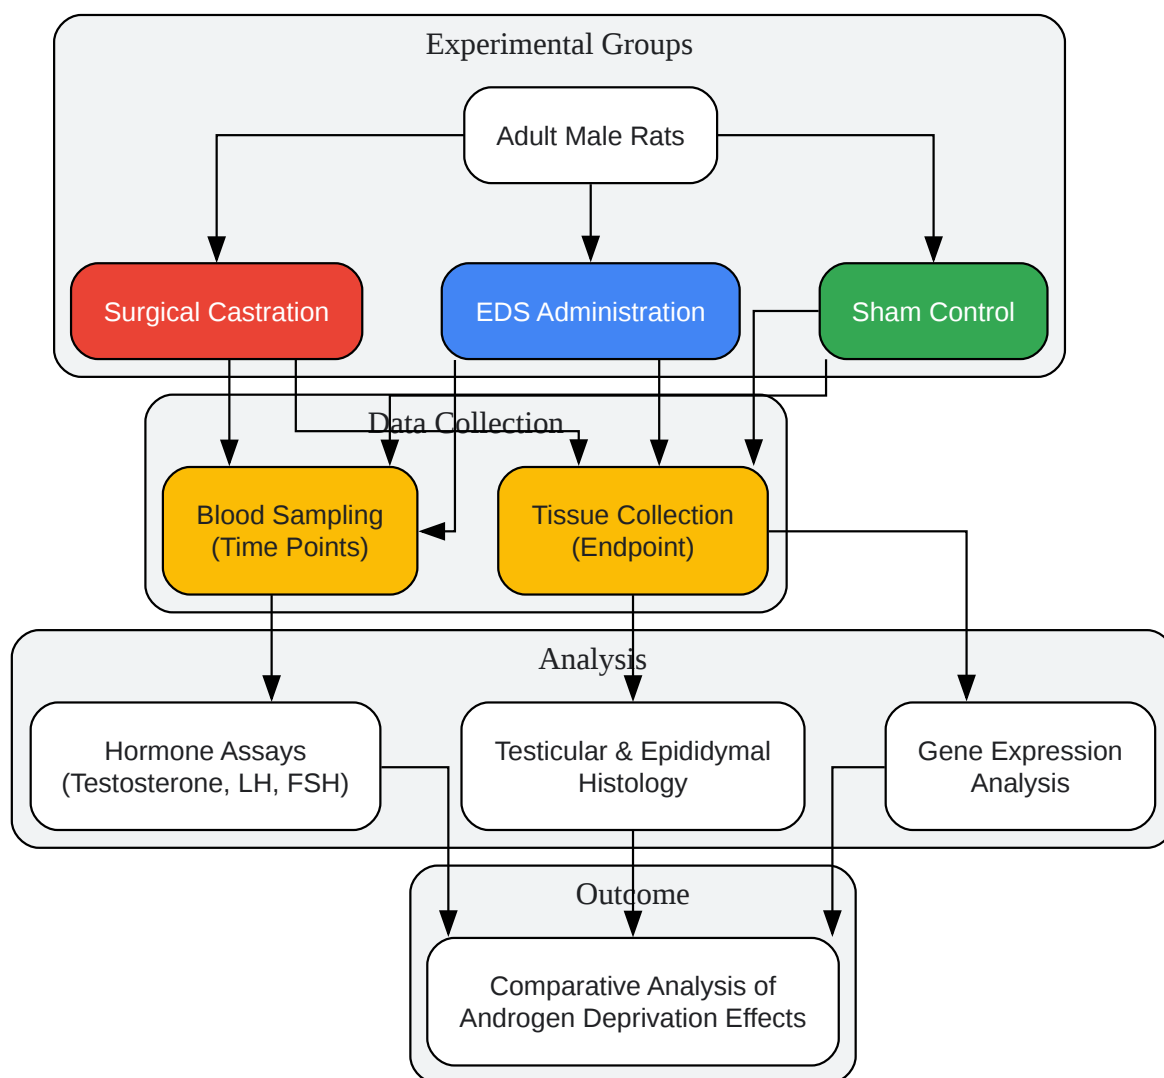 Experimental Groups
Adult Male Rats
Surgical Castration
EDS Administration
Sham Control
Data Collection
Blood Sampling
(Time Points)
Tissue Collection
(Endpoint)
Analysis
Hormone Assays
(Testosterone, LH, FSH)
Testicular & Epididymal
Histology
Gene Expression
Analysis
Outcome
Comparative Analysis of
Androgen Deprivation Effects